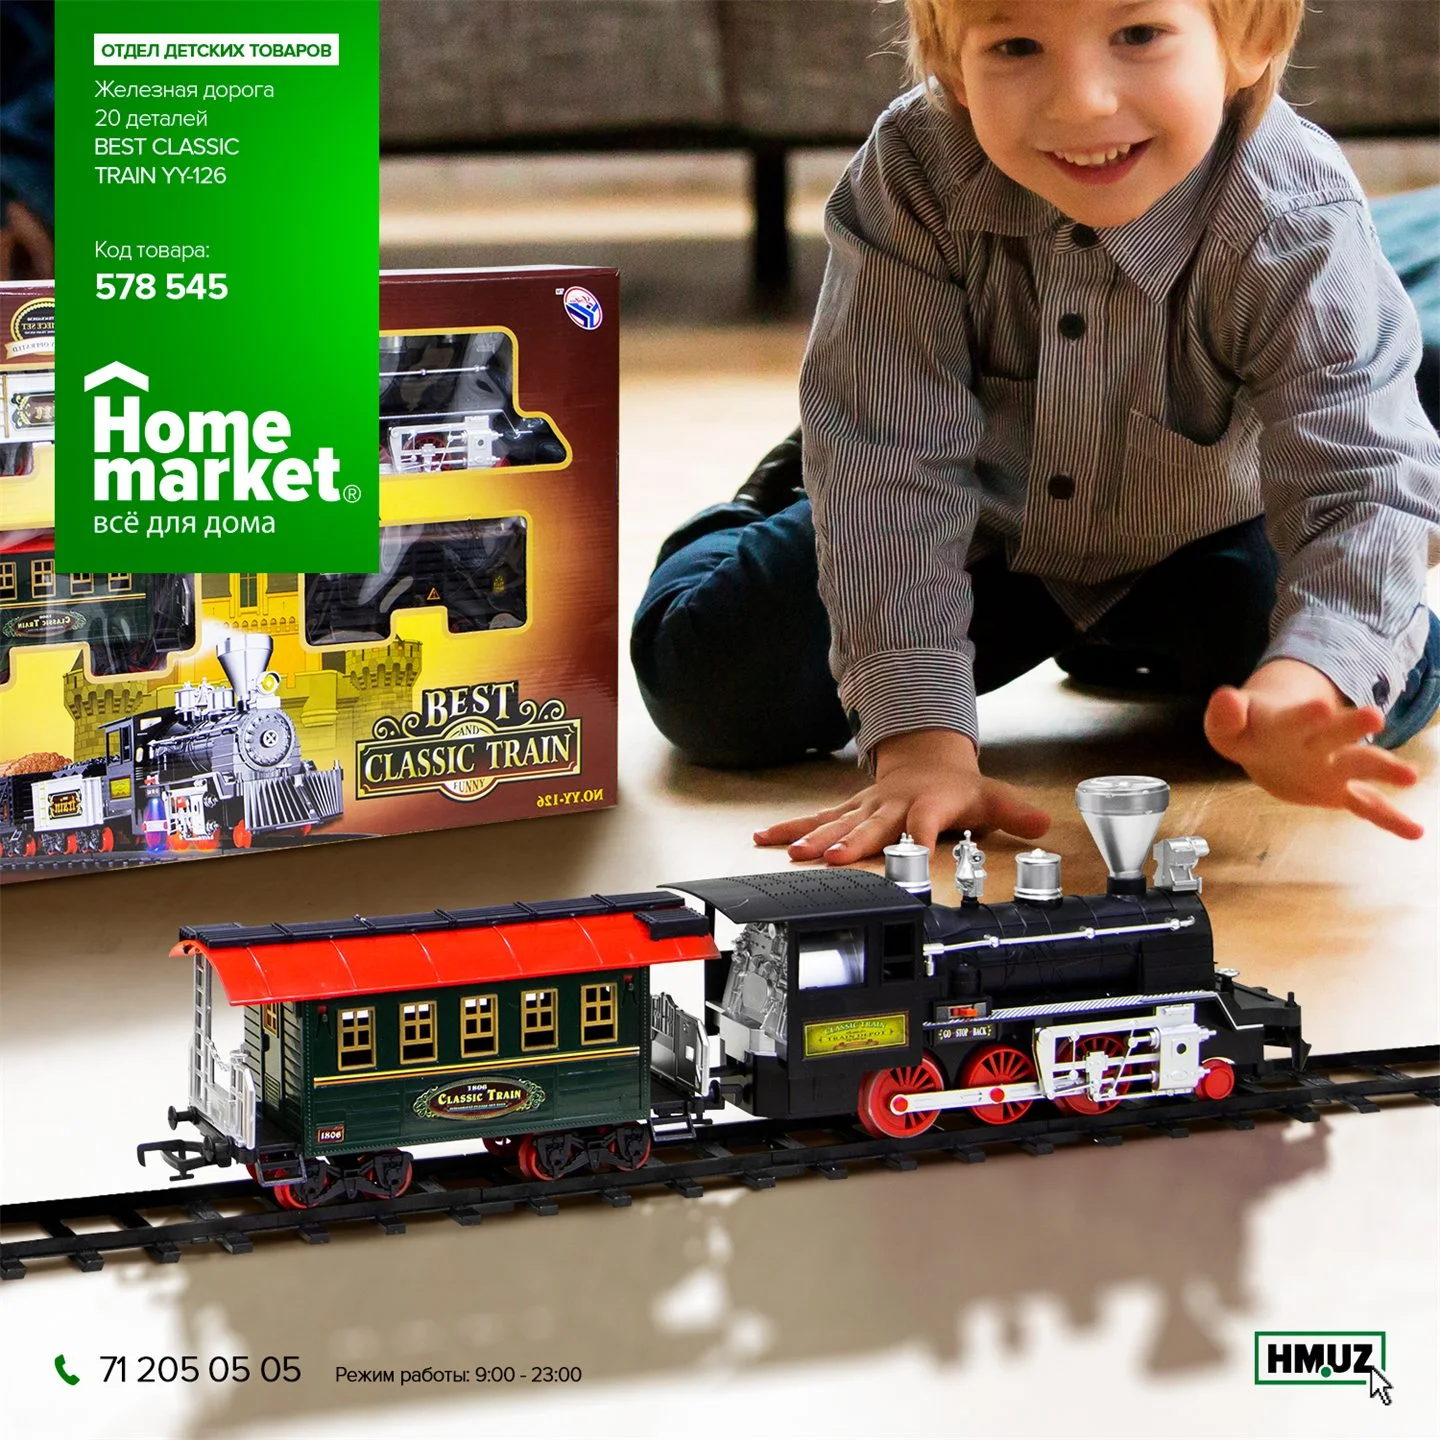 ОТДЕЛ ДЕТСКИХ ТОВАРОВ
Железная дорога
20 деталей
BEST CLASSIC
TRAIN YY-126
Код товара:
578 545
Home
market®
всё для дома
BEST
AND
CLASSIC TRAIN
FUNNY
NO.YY-126
CLASSIC TRAIN
TRAIN DEPOT
GO STOP BACK
1806
CLASSIC TRAIN
1806
71 205 05 05
Режим работы: 9:00 - 23:00
HM.UZ